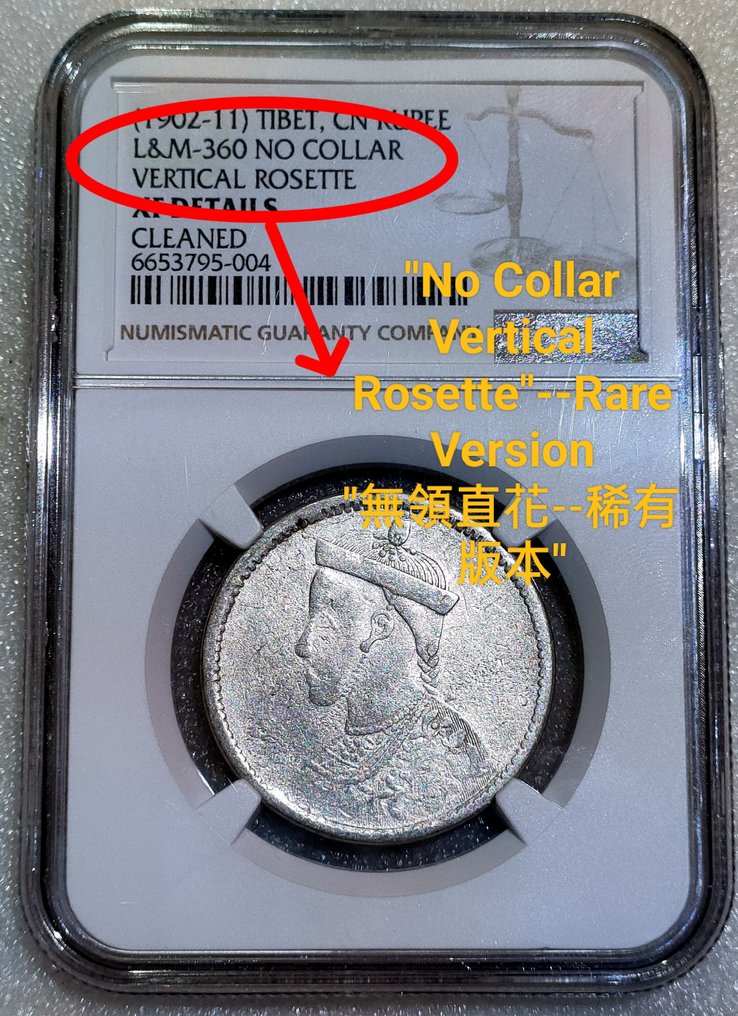 (1902-11) TIBET, CN RUPEE
L&M-360 NO COLLAR
VERTICAL ROSETTE
XF DETAILS
CLEANED
6653795-004
NUMISMATIC GUARANTY COMPANY
"No Collar
Vertical
Rosette"--Rare
Version
"無領直花--稀有
版本"